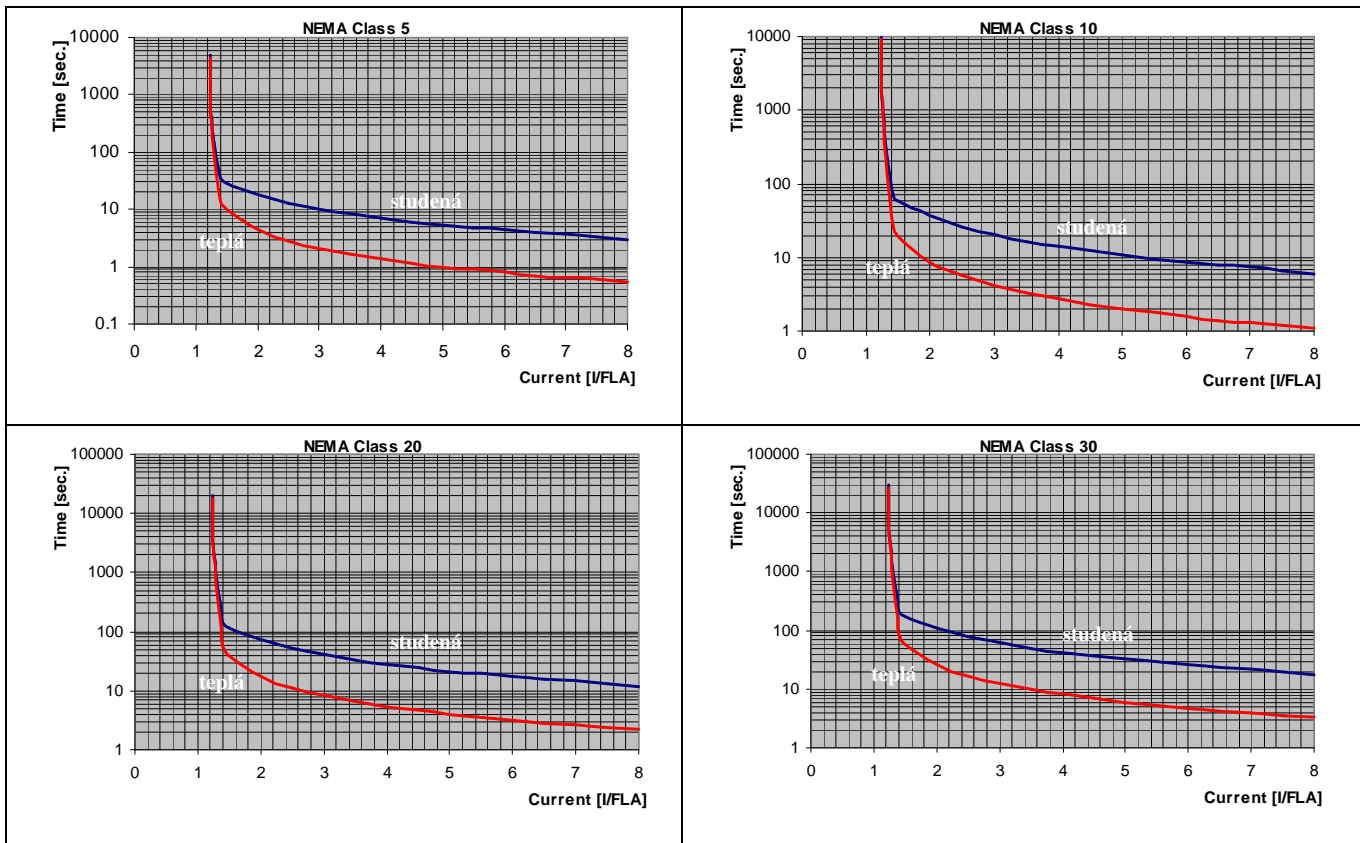 NEMA Class 5
Time [sec.]
10000
1000
100
10
1
0.1
studená
teplá
0 1 2 3 4 5 6 7 8
Current [I/FLA]
NEMA Class 10
Time [sec.]
10000
1000
100
10
1
studená
teplá
0 1 2 3 4 5 6 7 8
Current [I/FLA]
NEMA Class 20
Time [sec.]
100000
10000
1000
100
10
1
studená
teplá
0 1 2 3 4 5 6 7 8
Current [I/FLA]
NEMA Class 30
Time [sec.]
100000
10000
1000
100
10
1
studená
teplá
0 1 2 3 4 5 6 7 8
Current [I/FLA]